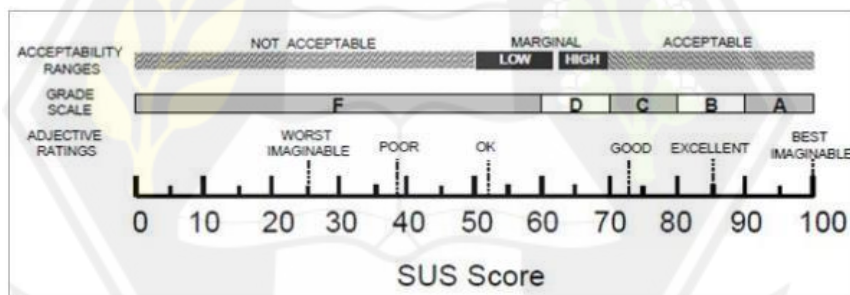 ACCEPTABILITY RANGES
NOT ACCEPTABLE
MARGINAL
ACCEPTABLE
LOW
HIGH
GRADE SCALE
F
D
C
B
A
ADJECTIVE RATINGS
WORST IMAGINABLE
POOR
OK
GOOD
EXCELLENT
BEST IMAGINABLE
0 10 20 30 40 50 60 70 80 90 100
SUS Score